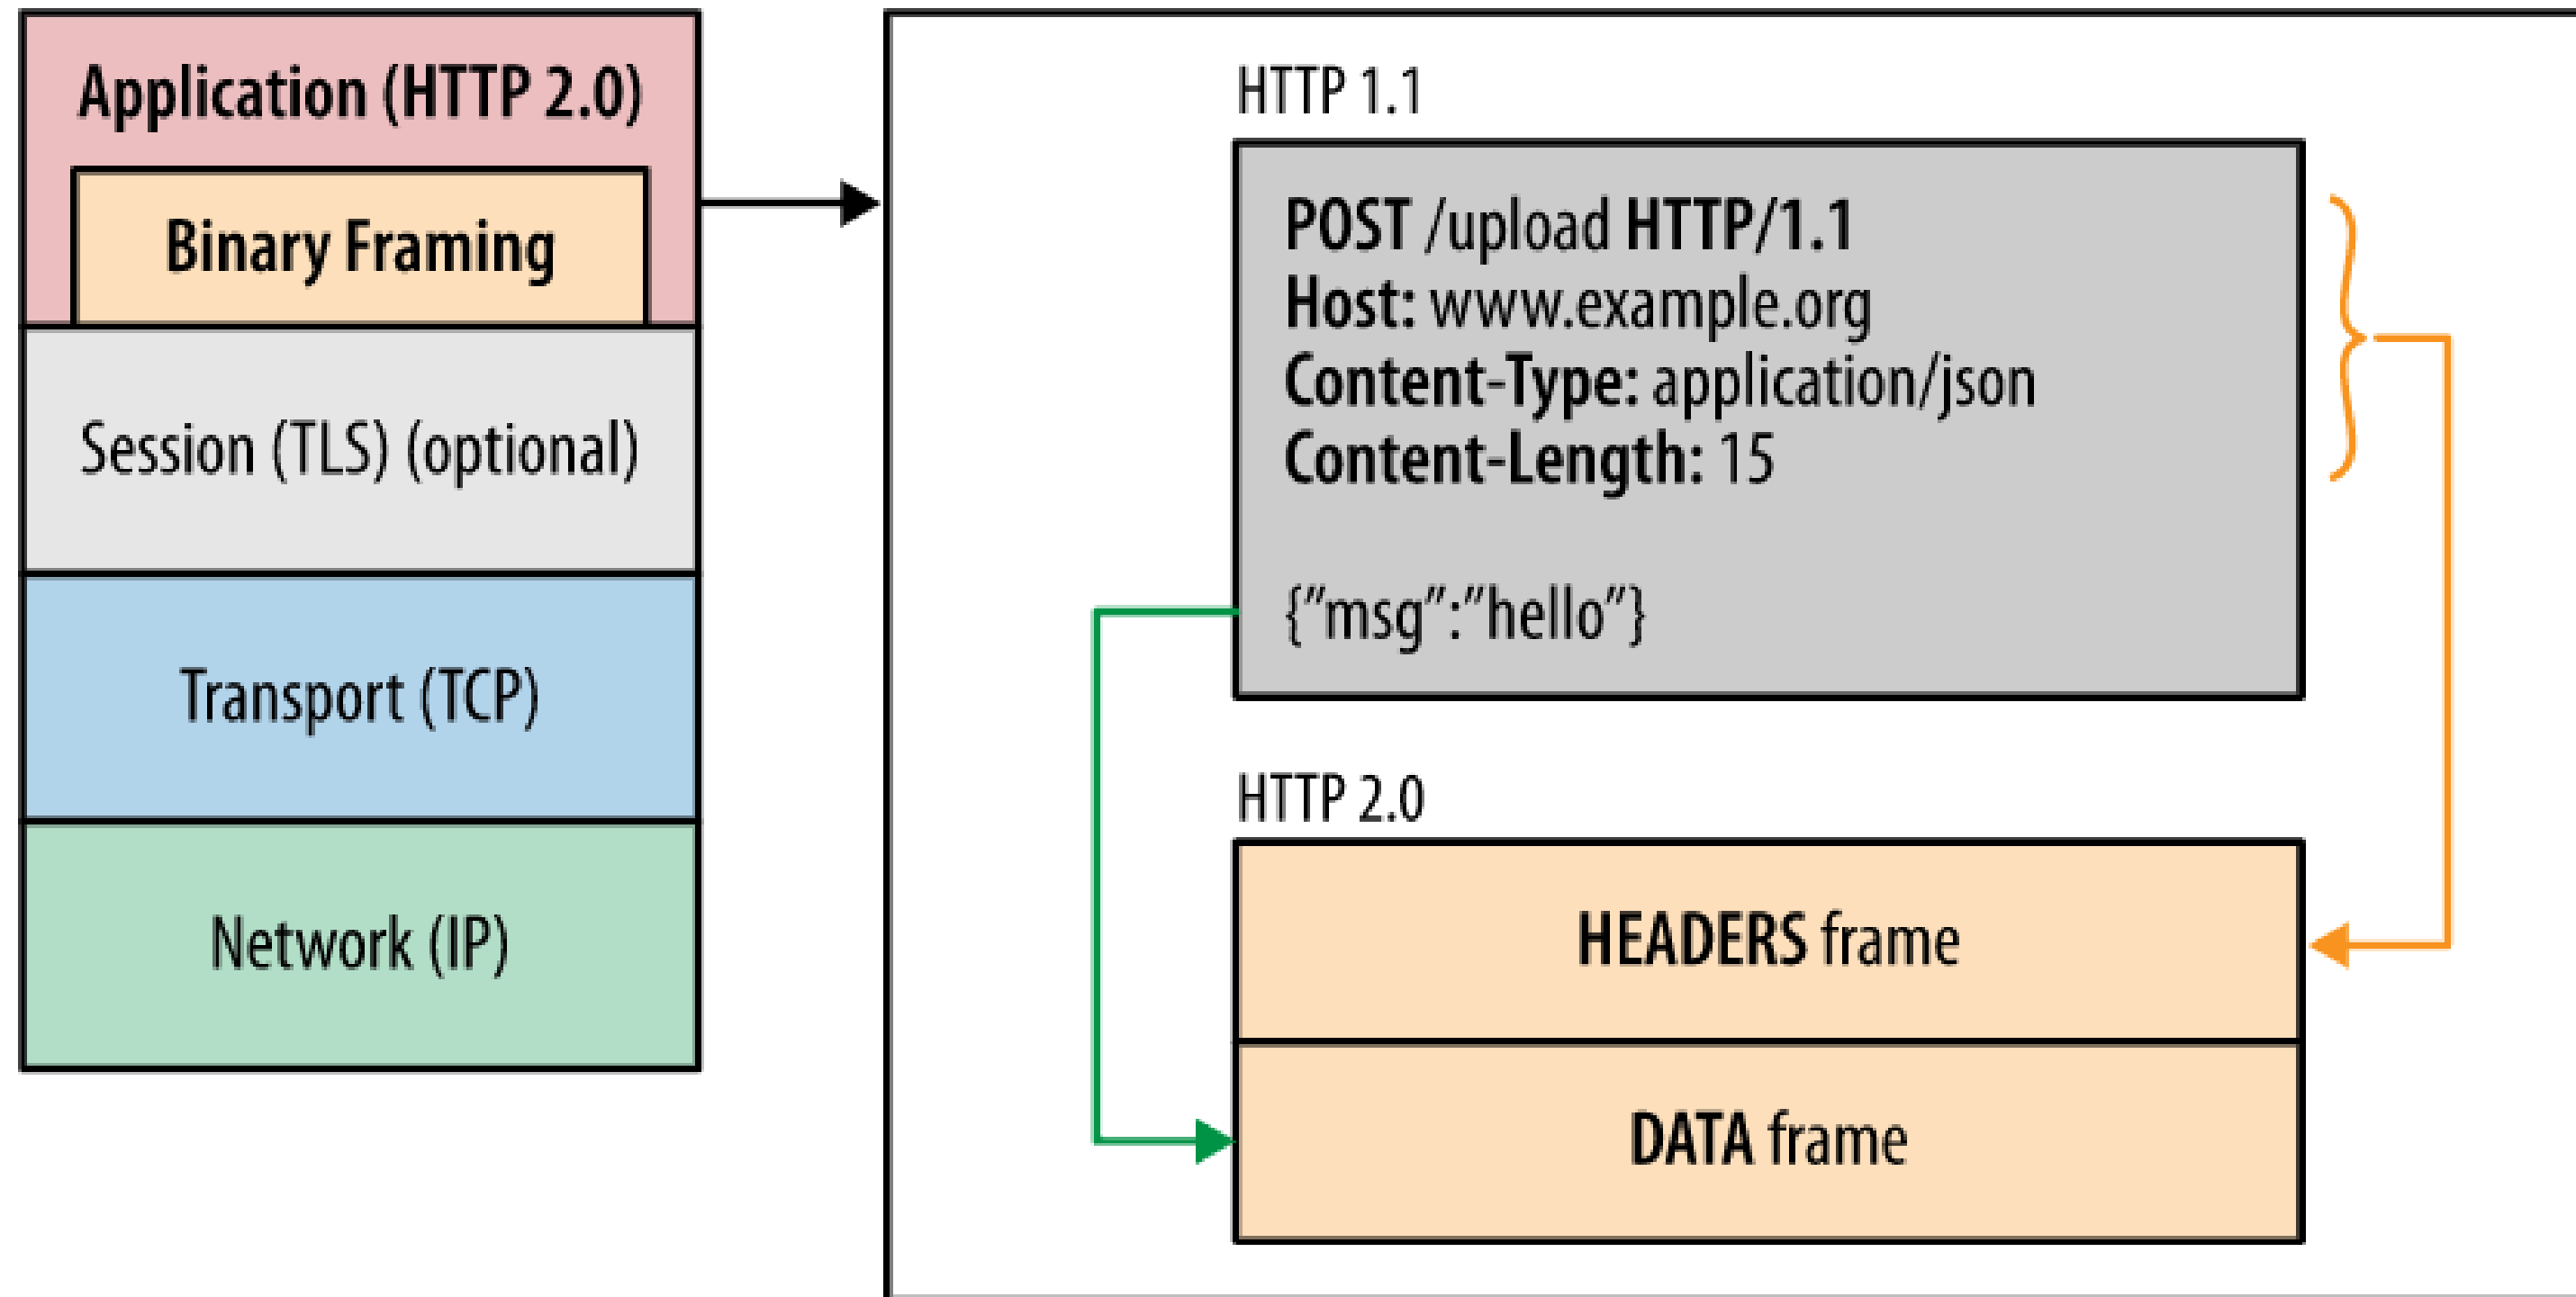 Application (HTTP 2.0)
Binary Framing
Session (TLS) (optional)
Transport (TCP)
Network (IP)
HTTP 1.1
POST /upload HTTP/1.1
Host: www.example.org
Content-Type: application/json
Content-Length: 15
{"msg":"hello"}
HTTP 2.0
HEADERS frame
DATA frame